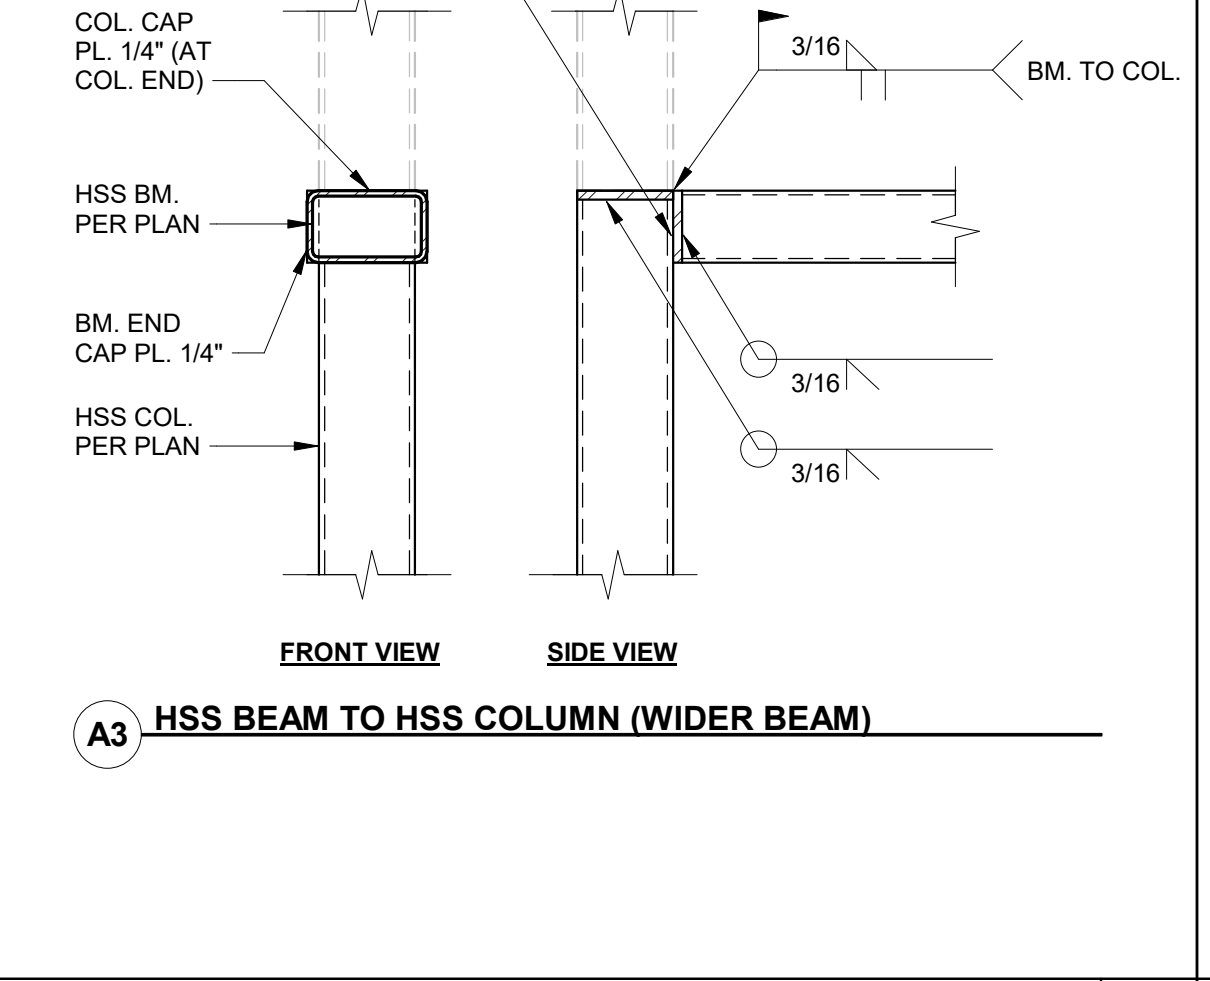 COL. CAP
PL. 1/4" (AT
COL. END)
3/16
BM. TO COL.
HSS BM.
PER PLAN
BM. END
CAP PL. 1/4"
3/16
HSS COL.
PER PLAN
3/16
FRONT VIEW
SIDE VIEW
A3
HSS BEAM TO HSS COLUMN (WIDER BEAM)